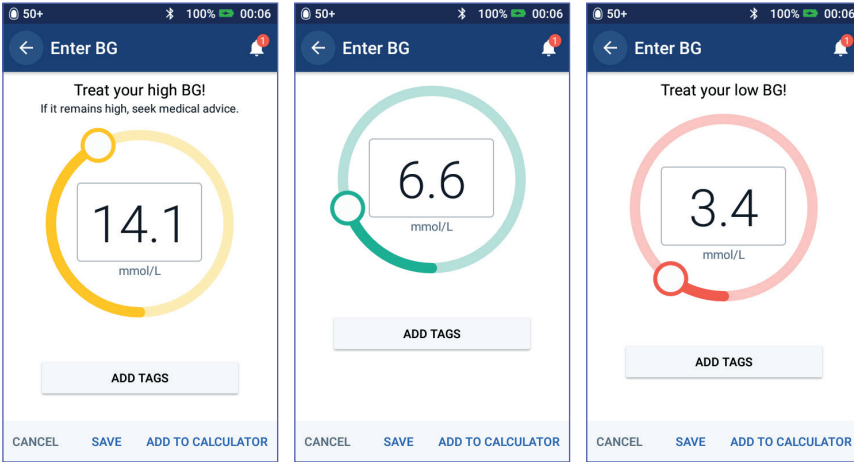 50+ 100% 00:06
Enter BG 1
Treat your high BG!
If it remains high, seek medical advice.
14.1
mmol/L
ADD TAGS
CANCEL SAVE ADD TO CALCULATOR
50+ 100% 00:06
Enter BG 1
6.6
mmol/L
ADD TAGS
CANCEL SAVE ADD TO CALCULATOR
50+ 100% 00:06
Enter BG 1
Treat your low BG!
3.4
mmol/L
ADD TAGS
CANCEL SAVE ADD TO CALCULATOR